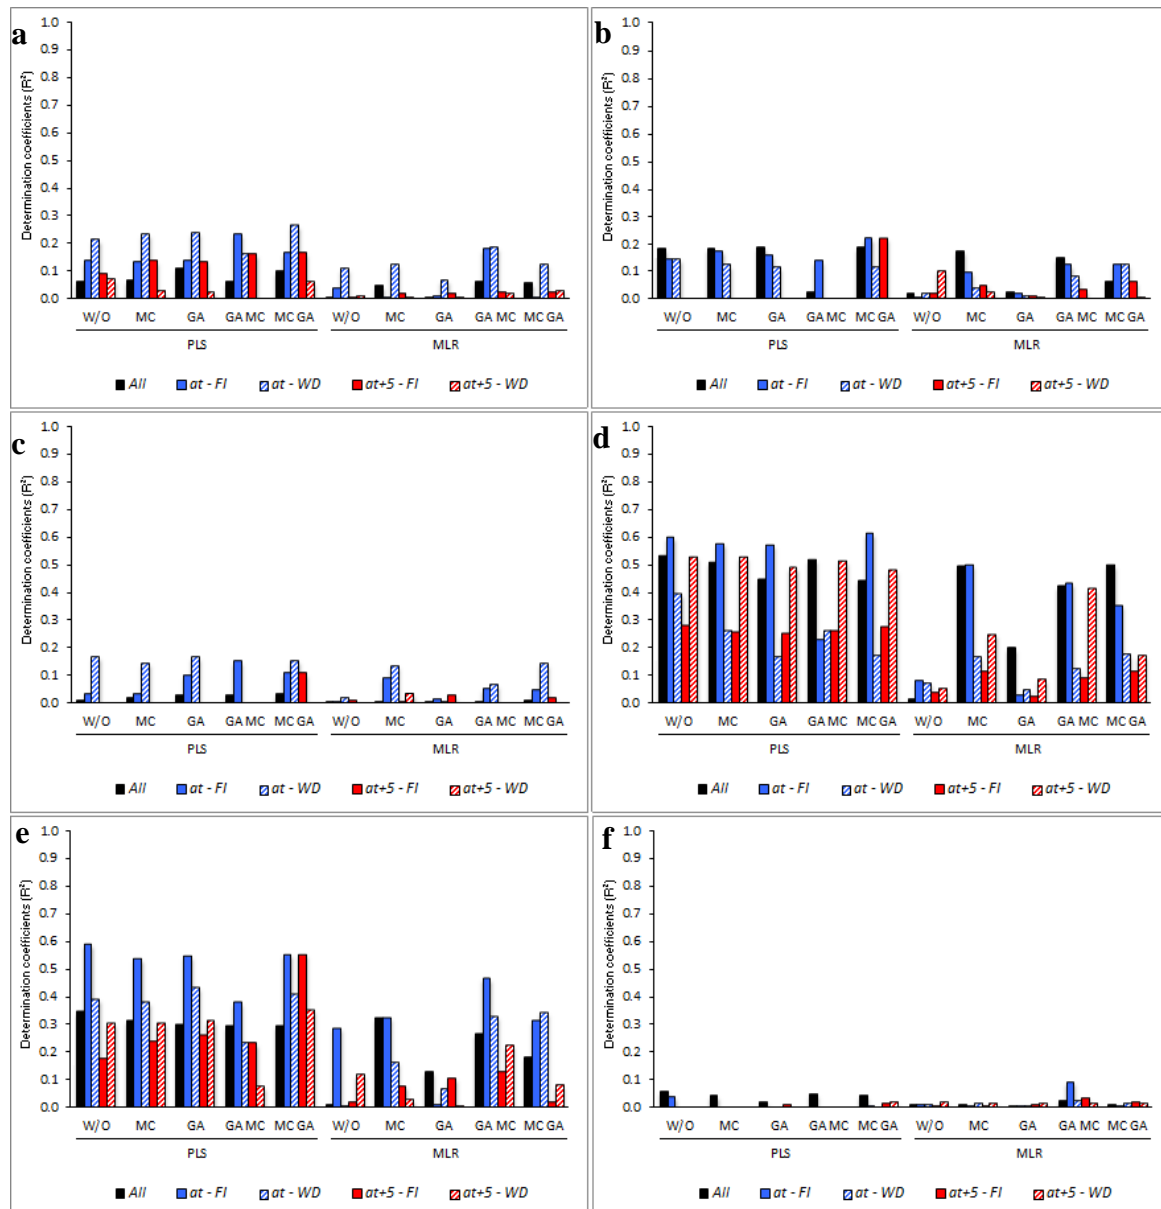 a
Determination coefficients (R²)
1.0
0.9
0.8
0.7
0.6
0.5
0.4
0.3
0.2
0.1
0.0
W/O MC GA GA MC MC GA W/O MC GA GA MC MC GA
PLS MLR
All at - FI at - WD at+5 - FI at+5 - WD
b
Determination coefficients (R²)
1.0
0.9
0.8
0.7
0.6
0.5
0.4
0.3
0.2
0.1
0.0
W/O MC GA GA MC MC GA W/O MC GA GA MC MC GA
PLS MLR
All at - FI at - WD at+5 - FI at+5 - WD
c
Determination coefficients (R²)
1.0
0.9
0.8
0.7
0.6
0.5
0.4
0.3
0.2
0.1
0.0
W/O MC GA GA MC MC GA W/O MC GA GA MC MC GA
PLS MLR
All at - FI at - WD at+5 - FI at+5 - WD
d
Determination coefficients (R²)
1.0
0.9
0.8
0.7
0.6
0.5
0.4
0.3
0.2
0.1
0.0
W/O MC GA GA MC MC GA W/O MC GA GA MC MC GA
PLS MLR
All at - FI at - WD at+5 - FI at+5 - WD
e
Determination coefficients (R²)
1.0
0.9
0.8
0.7
0.6
0.5
0.4
0.3
0.2
0.1
0.0
W/O MC GA GA MC MC GA W/O MC GA GA MC MC GA
PLS MLR
All at - FI at - WD at+5 - FI at+5 - WD
f
Determination coefficients (R²)
1.0
0.9
0.8
0.7
0.6
0.5
0.4
0.3
0.2
0.1
0.0
W/O MC GA GA MC MC GA W/O MC GA GA MC MC GA
PLS MLR
All at - FI at - WD at+5 - FI at+5 - WD